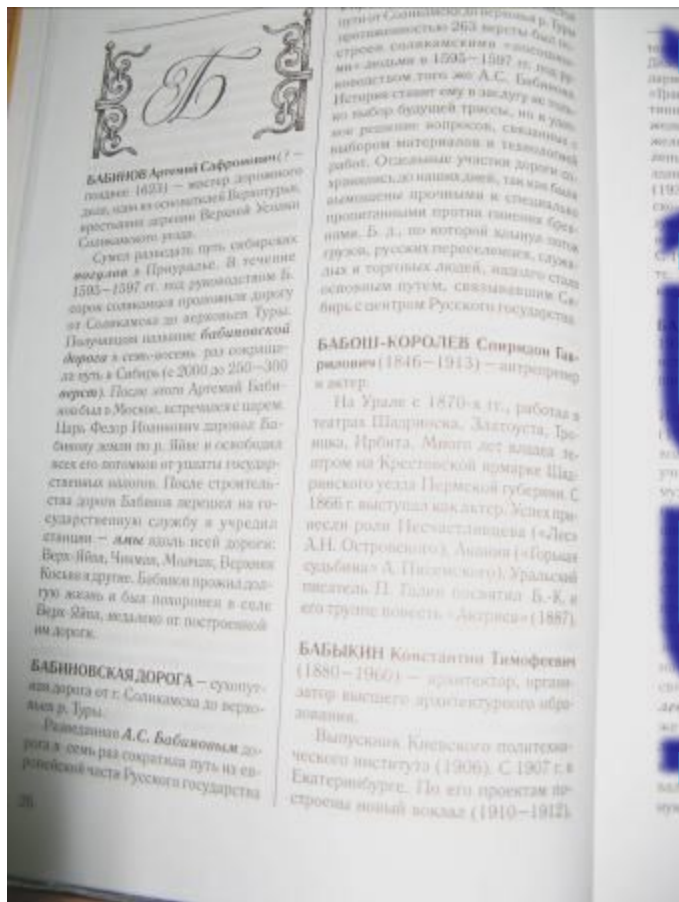 Б
БАБИНОВ Артемий Сафронович (? –
позднее 1623) – мастер дорожного
дела, один из основателей Верхотурья,
крестьянин деревни Верхней Усолки
Соликамского уезда.
Сумел разведать путь сибирских
вогулов в Приуралье. В течение
1595–1597 гг. под руководством Б.
сорок соликамцев проложили дорогу
от Соликамска до верховьев Туры.
Получившая название бабиновской
дорога в семь-восемь раз сокраща-
ла путь в Сибирь (с 2000 до 250–300
верст). После этого Артемий Баби-
нов был в Москве, встречался с царем.
Царь Федор Иоаннович даровал Ба-
бинову земли по р. Яйве и освободил
всех его потомков от уплаты государ-
ственных налогов. После строитель-
ства дороги Бабинов перешел на го-
сударственную службу и учредил
станции – ямы вдоль всей дороги:
Верх-Яйва, Чикман, Молчан, Верхняя
Косьва и другие. Бабинов прожил дол-
гую жизнь и был похоронен в селе
Верх-Яйва, недалеко от построенной
им дороги.
БАБИНОВСКАЯ ДОРОГА – сухопут-
ная дорога от г. Соликамска до верхо-
вьев р. Туры.
Разведанная А.С. Бабиновым до-
рога в семь раз сократила путь из ев-
ропейской части Русского государства
26
пути от Соликамска до верховья р. Туры
протяженностью 263 версты был по-
строен соликамскими «посошны-
ми» людьми в 1595–1597 гг. под ру-
ководством того же А.С. Бабинова.
История ставит ему в заслугу не толь-
ко выбор будущей трассы, но и удач-
ное решение вопросов, связанных с
выбором материалов и технологией
работ. Отдельные участки дороги со-
хранились до наших дней, так как были
вымощены прочными и специально
пропитанными против гниения брев-
нами. Б. д., по которой хлынул поток
грузов, русских переселенцев, служи-
лых и торговых людей, надолго стала
основным путем, связывавшим Си-
бирь с центром Русского государства.
БАБОШ-КОРОЛЕВ Спиридон Гав-
рилович (1846–1913) – антрепренер
и актер.
На Урале с 1870-х гг., работал в
театрах Шадринска, Златоуста, Тро-
ицка, Ирбита. Много лет владел те-
атром на Крестовской ярмарке Шад-
ринского уезда Пермской губернии. С
1866 г. выступал как актер. Успех при-
несли роли Несчастливцева («Лес»
А.Н. Островского), Анания («Горькая
судьбина» А. Писемского). Уральский
писатель П. Галин посвятил Б.-К. и
его труппе повесть «Актриса» (1887).
БАБЫКИН Константин Тимофеевич
(1880–1960) – архитектор, органи-
затор высшего архитектурного обра-
зования.
Выпускник Киевского политехни-
ческого института (1906). С 1907 г. в
Екатеринбурге. По его проектам по-
строены новый вокзал (1910–1912),